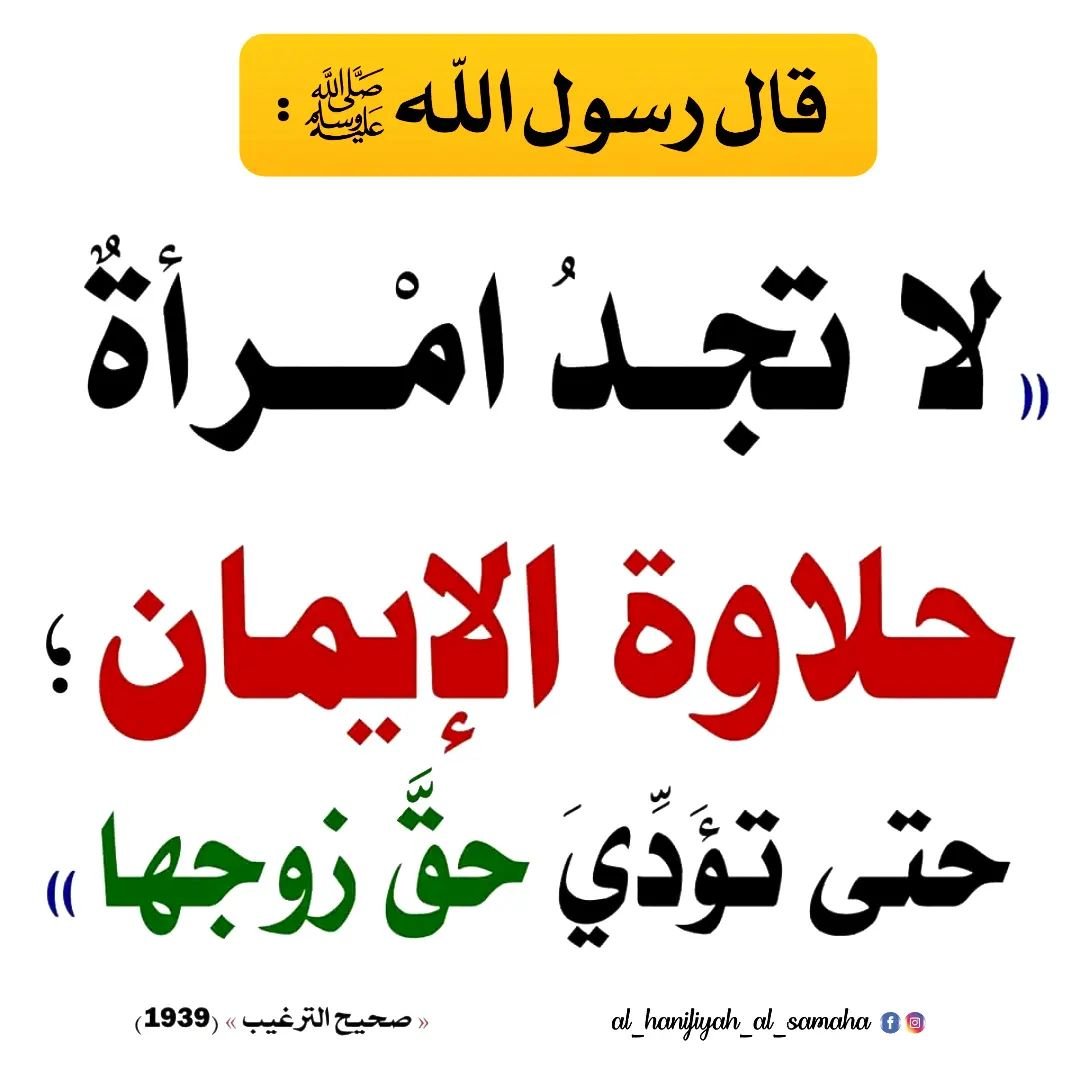 قال رسول الله ﷺ :
(( لا تجدُ امْرأةٌ
حلاوة الإيمان ؛
حتى تؤَدِّيَ حقَّ زوجها ))
« صحيح الترغيب » (1939)
al_hanifiyah_al_samaha